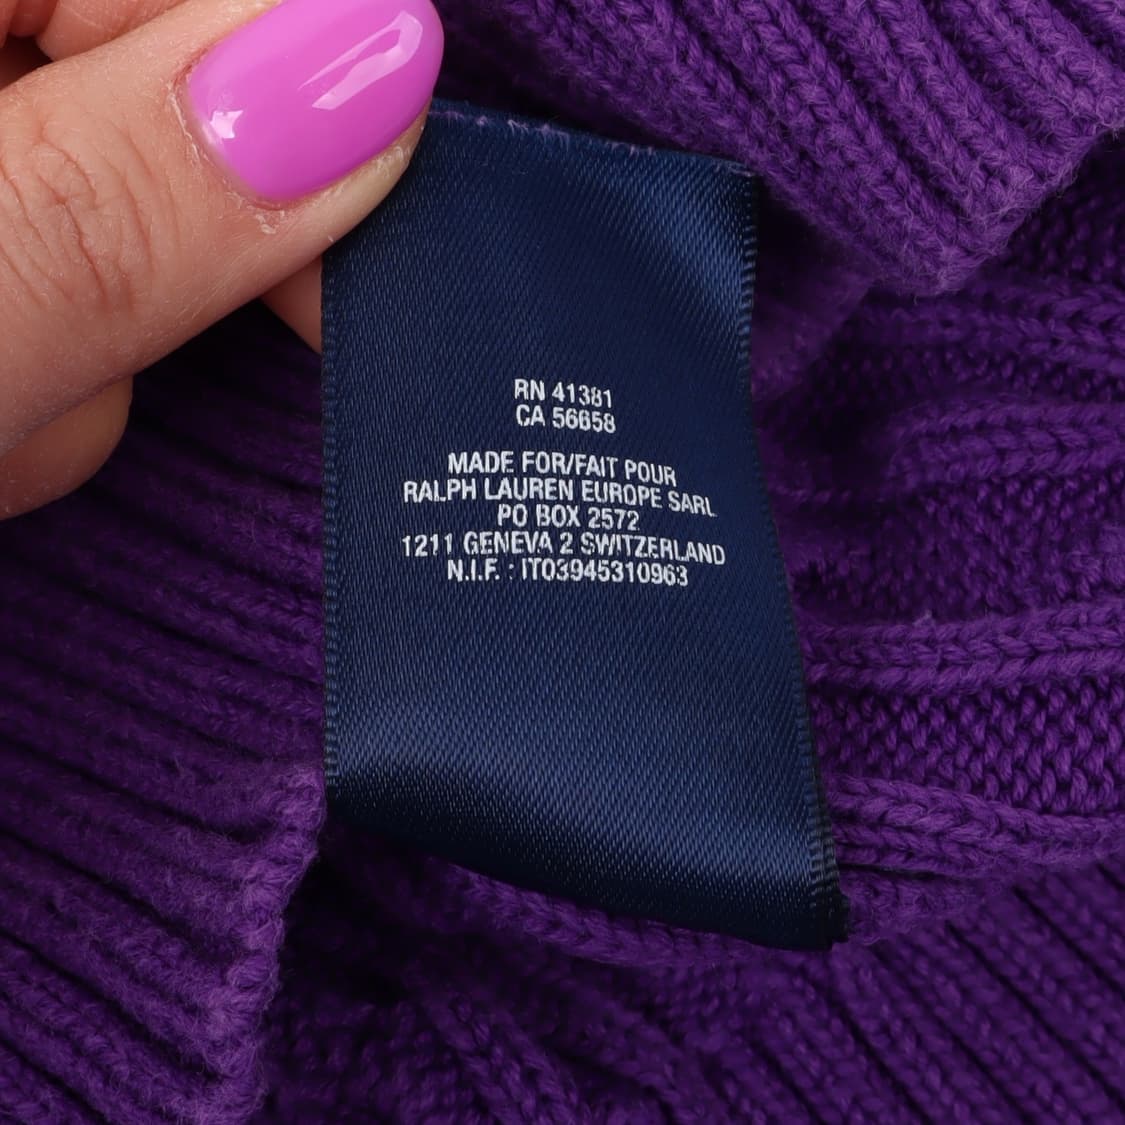 RN 41381
CA 56658
MADE FOR/FAIT POUR
RALPH LAUREN EUROPE SARL
PO BOX 2572
1211 GENEVA 2 SWITZERLAND
N.I.F. : IT03945310963